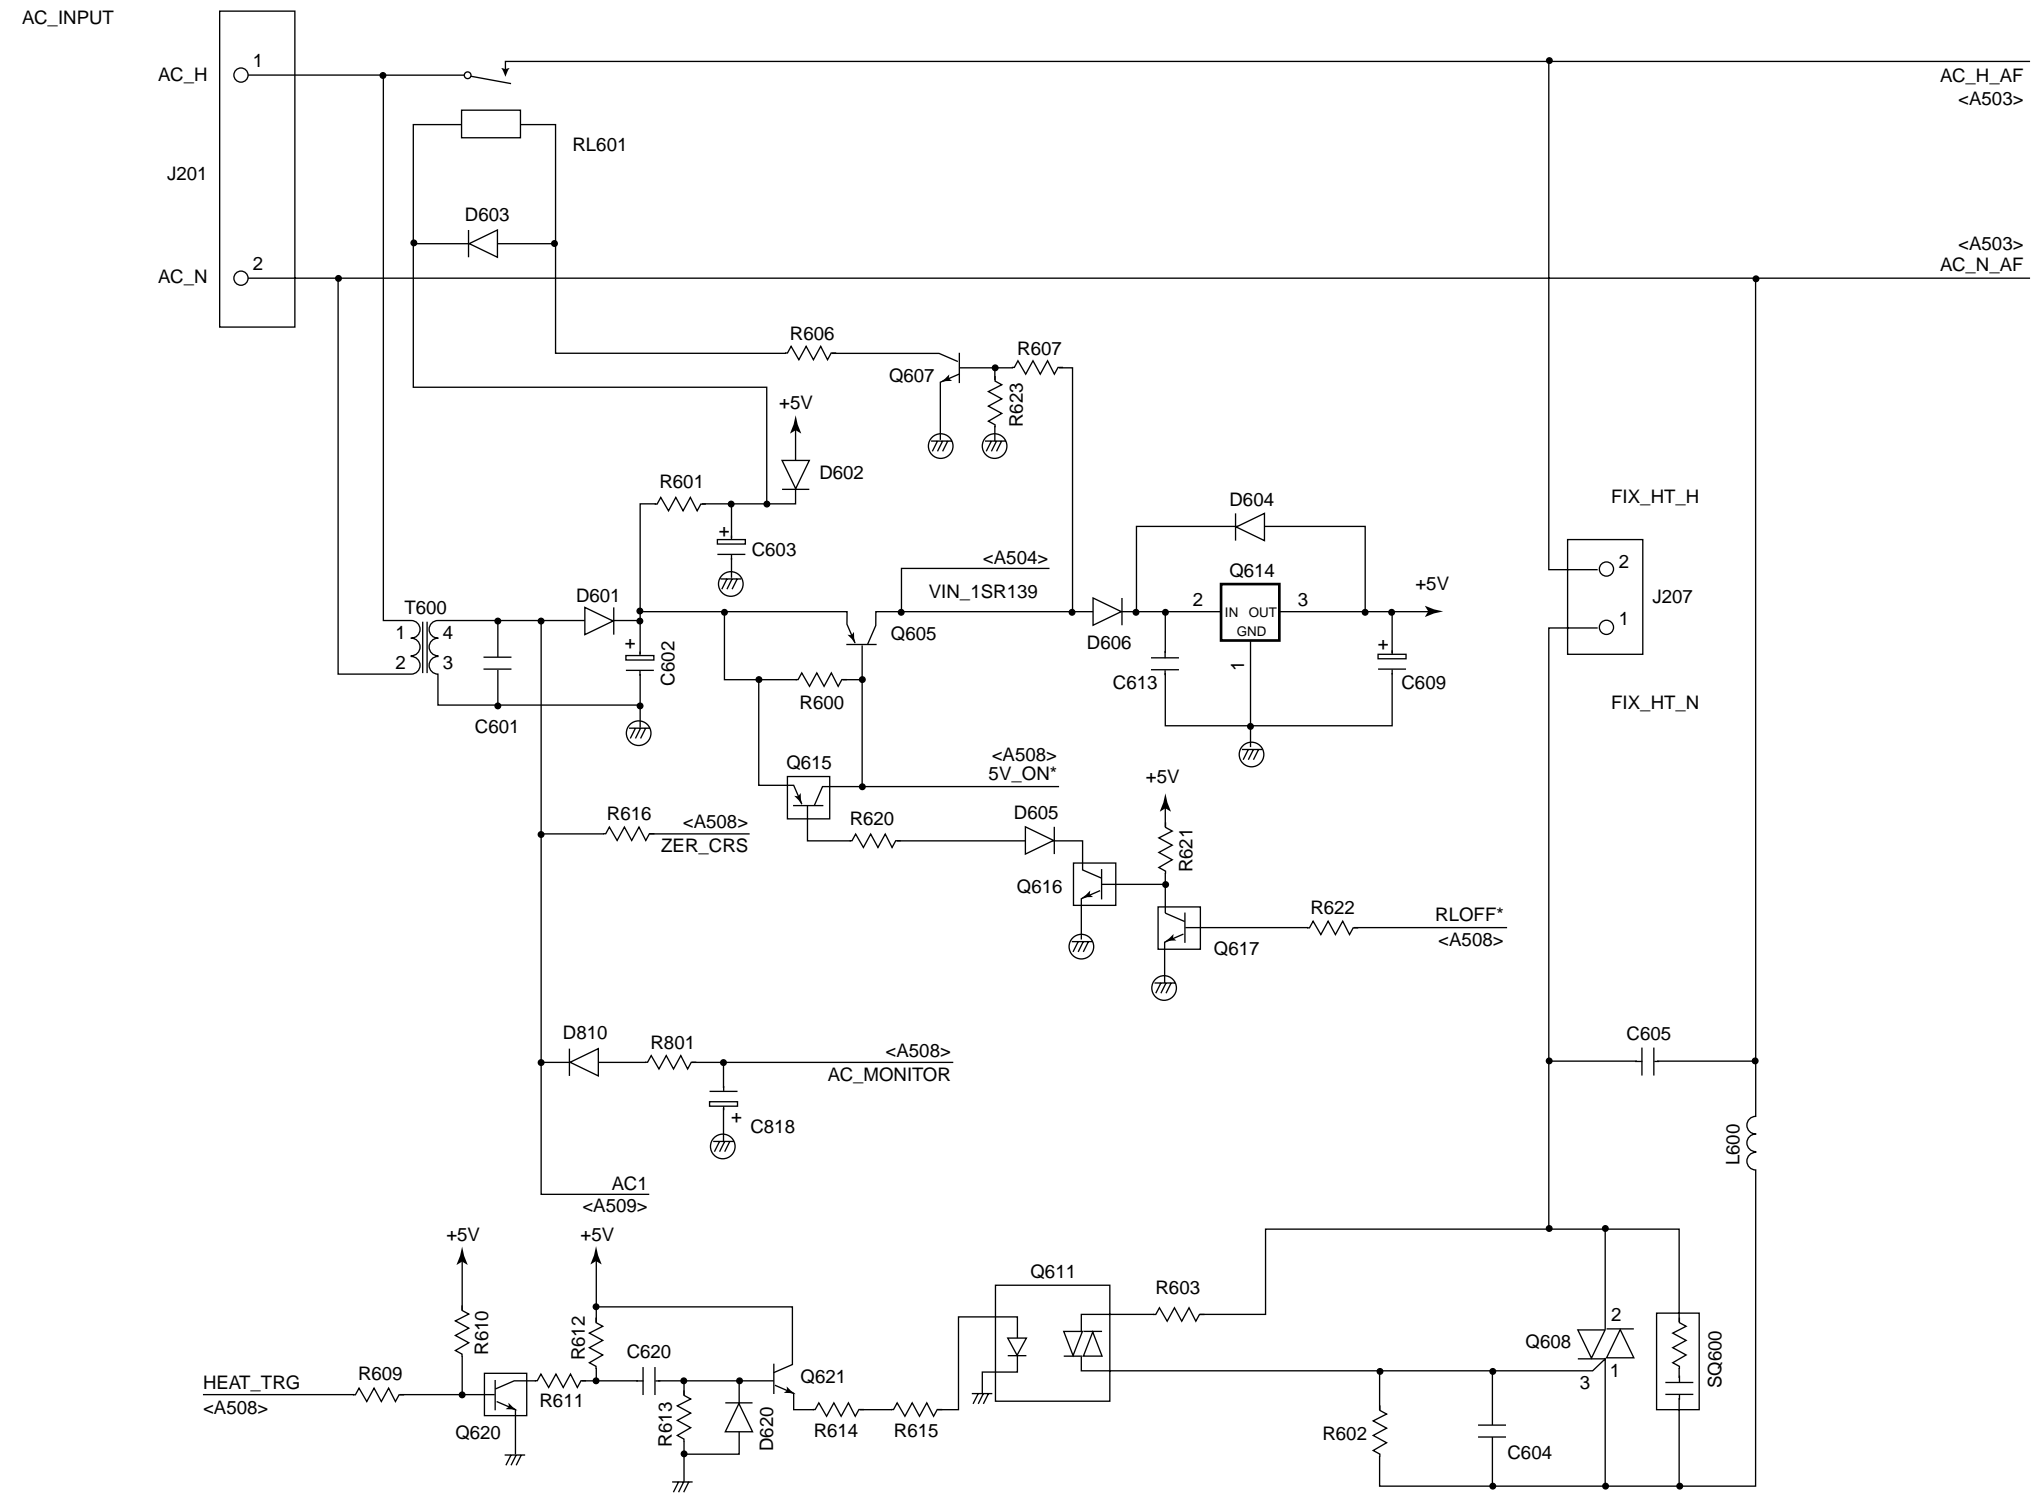 AC_INPUT
AC_H
1
J201
AC_N
2
RL601
D603
AC_H_AF
<A503>
<A503>
AC_N_AF
R606
Q607
R607
R623
+5V
D602
R601
+
C603
D604
<A504>
VIN_1SR139
Q614
2
IN OUT
GND
3
1
+5V
FIX_HT_H
2
J207
1
FIX_HT_N
T600
1
4
2
3
D601
C601
+
C602
Q605
R600
D606
C613
+
C609
Q615
<A508>
5V_ON*
R616
<A508>
ZER_CRS
R620
D605
+5V
R621
Q616
Q617
R622
RLOFF*
<A508>
D810
R801
<A508>
AC_MONITOR
+
C818
C605
L600
AC1
<A509>
+5V
+5V
R610
R612
HEAT_TRG
<A508>
R609
Q620
R611
C620
R613
D620
Q621
R614
R615
Q611
R603
R602
C604
Q608
2
3
1
SQ600